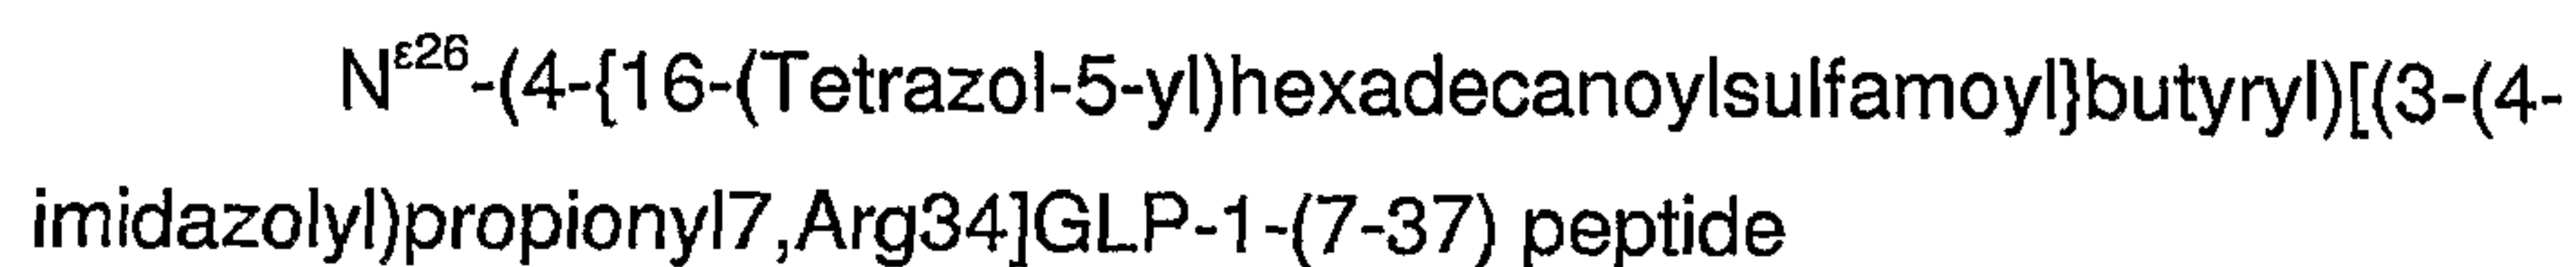 N^ε26-(4-{16-(Tetrazol-5-yl)hexadecanoylsulfamoyl}butyryl)[(3-(4-
imidazolyl)propionyl7,Arg34]GLP-1-(7-37) peptide